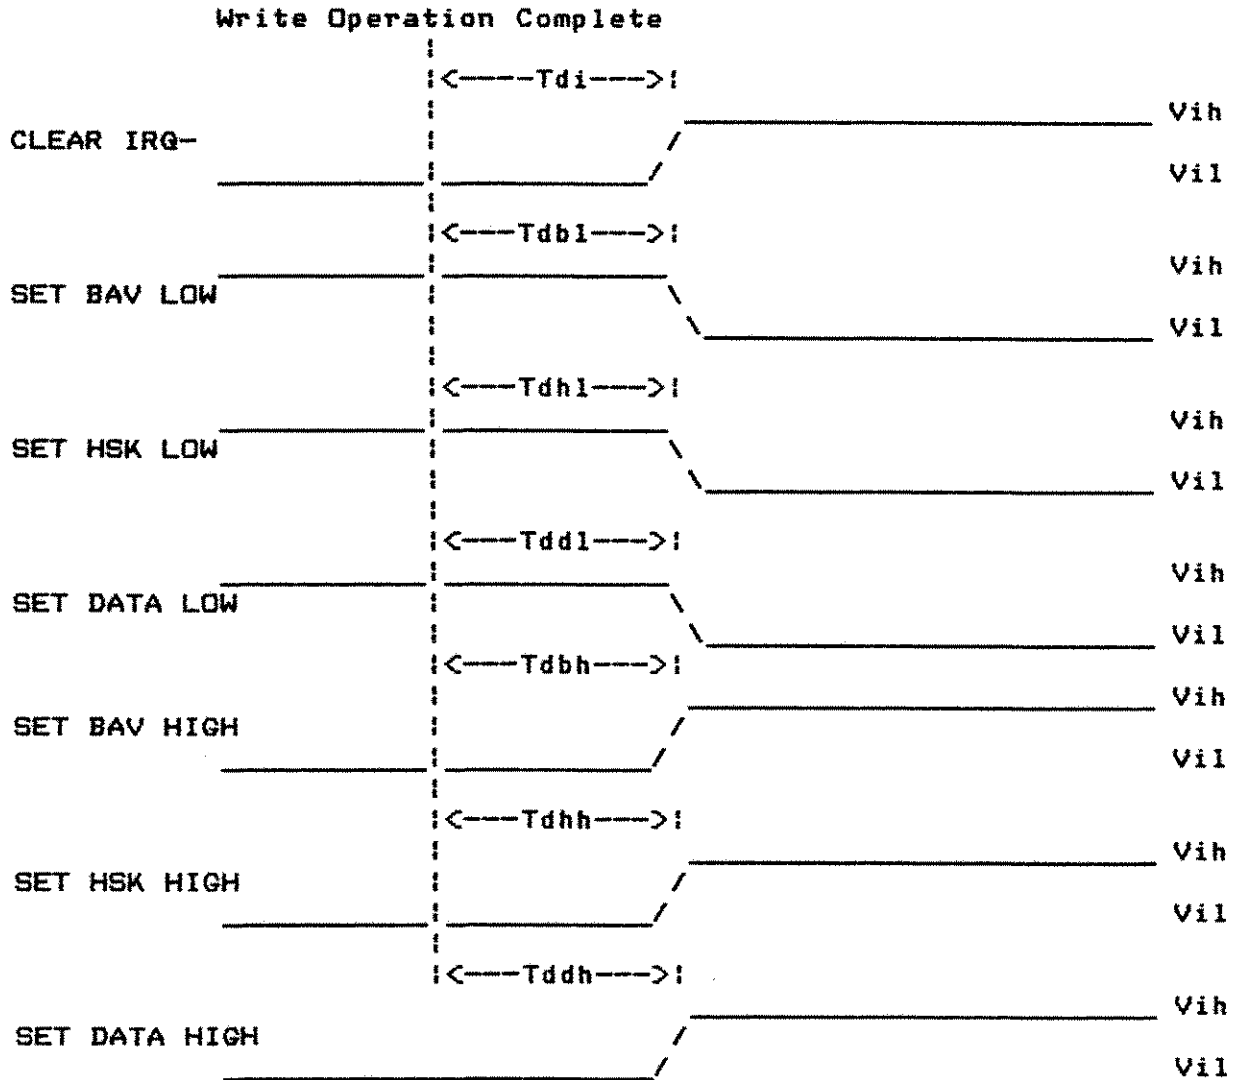 Write Operation Complete
|<----Tdi--->|
Vih
CLEAR IRQ-
Vil
|<---Tdbl--->|
Vih
SET BAV LOW
Vil
|<---Tdhl--->|
Vih
SET HSK LOW
Vil
|<---Tddl--->|
Vih
SET DATA LOW
Vil
|<---Tdbh--->|
Vih
SET BAV HIGH
Vil
|<---Tdhh--->|
Vih
SET HSK HIGH
Vil
|<---Tddh--->|
Vih
SET DATA HIGH
Vil